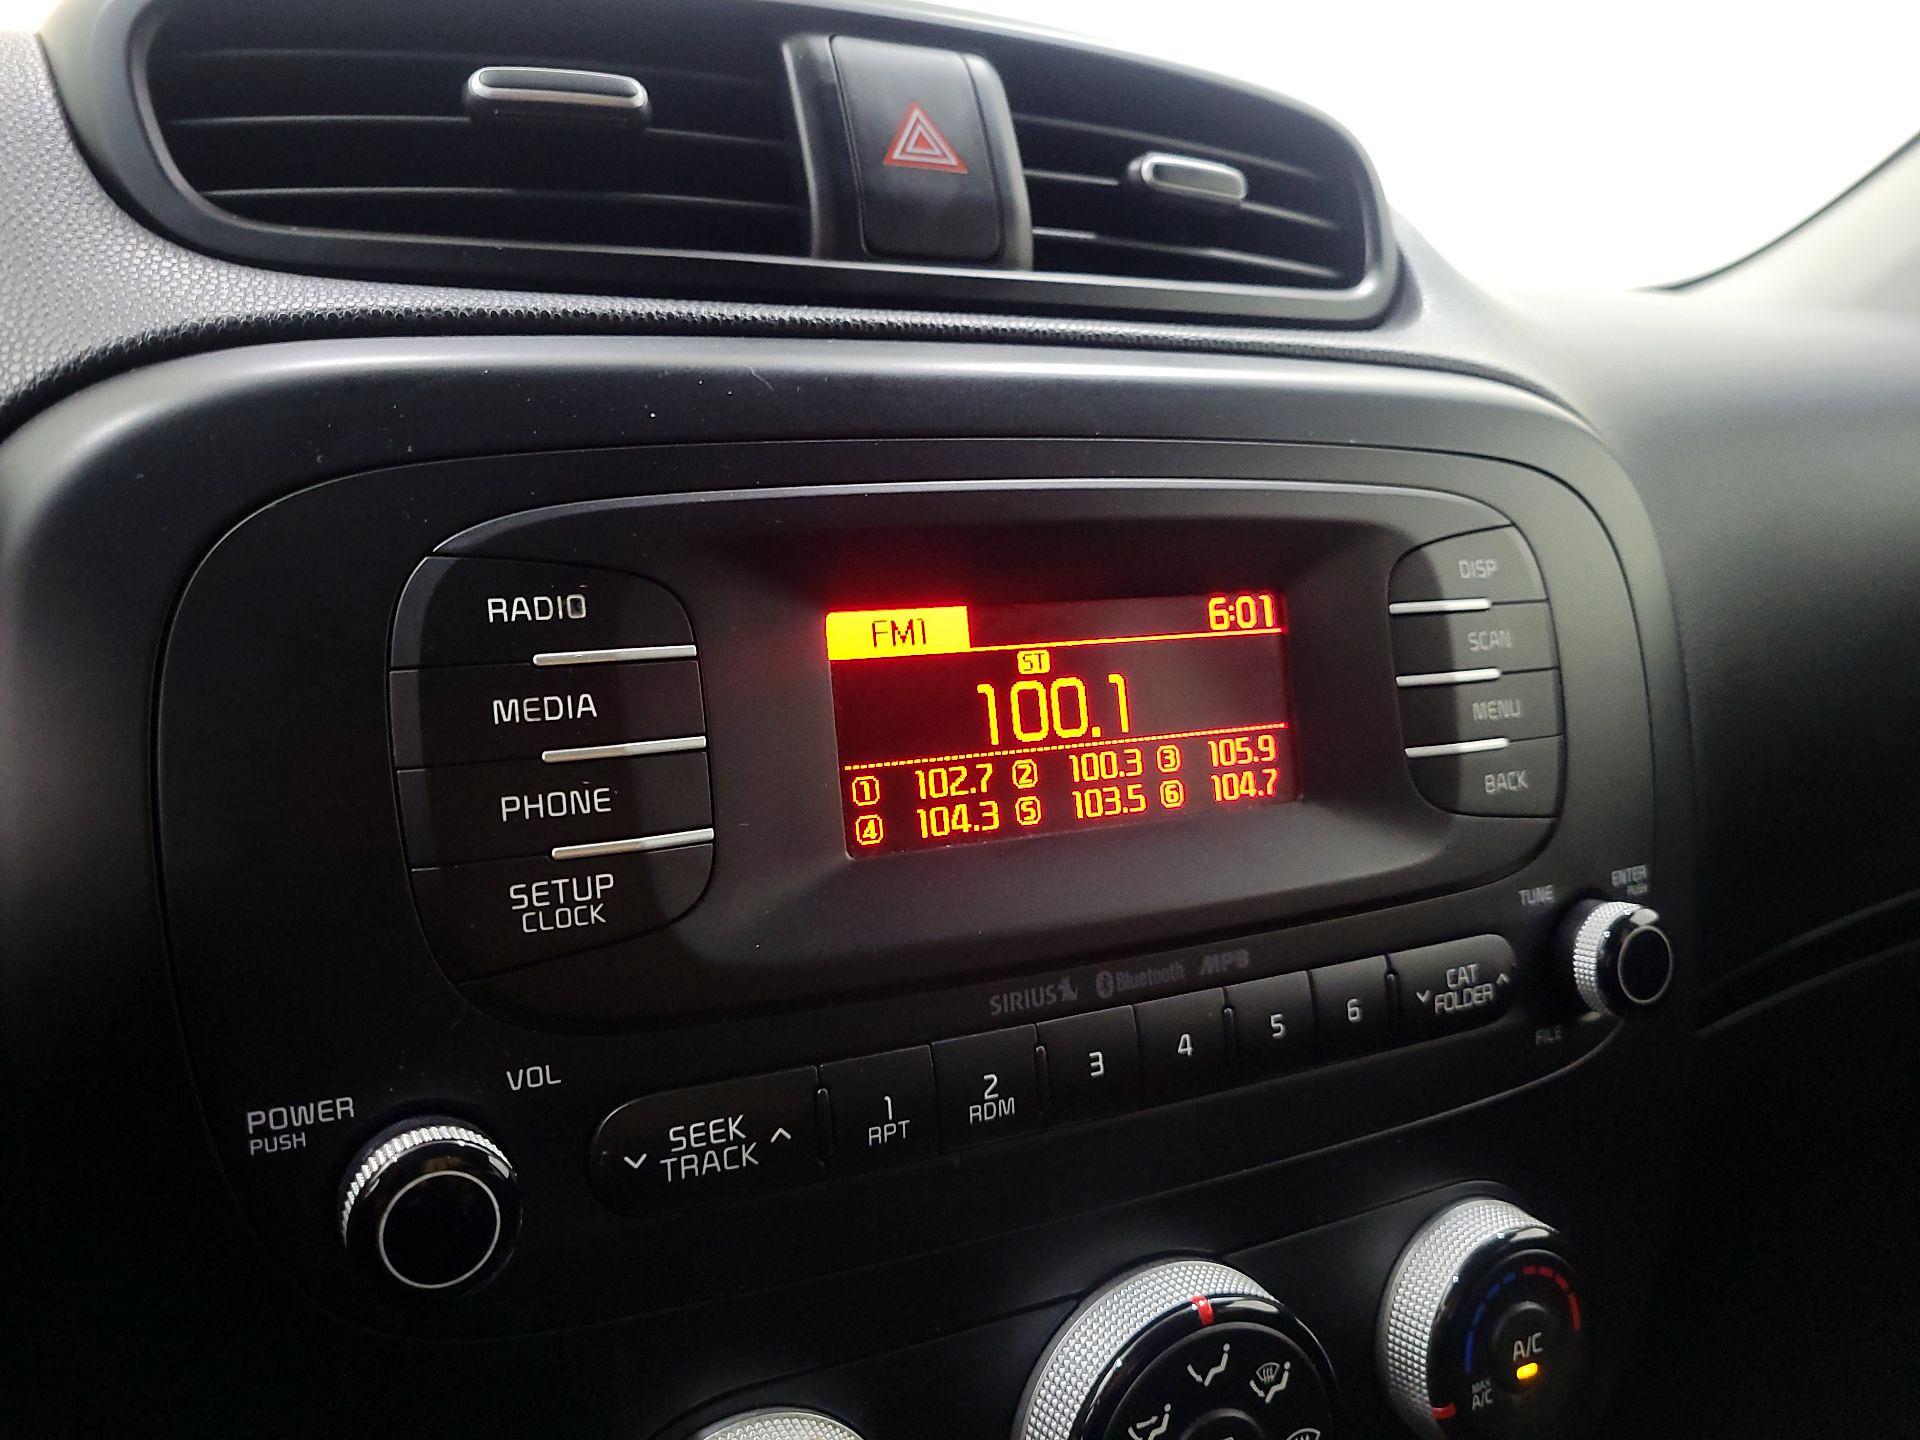 RADIO
MEDIA
PHONE
SETUP
CLOCK
FM1
6:01
ST
100.1
1 102.7 2 100.3 3 105.9
4 104.3 5 103.5 6 104.7
DISP
SCAN
MENU
BACK
TUNE
ENTER
PUSH
SIRIUS Bluetooth MP3
POWER
PUSH
VOL
SEEK
TRACK
1
RPT
2
RDM
3
4
5
6
CAT
FOLDER
FILE
A/C
MAX
A/C